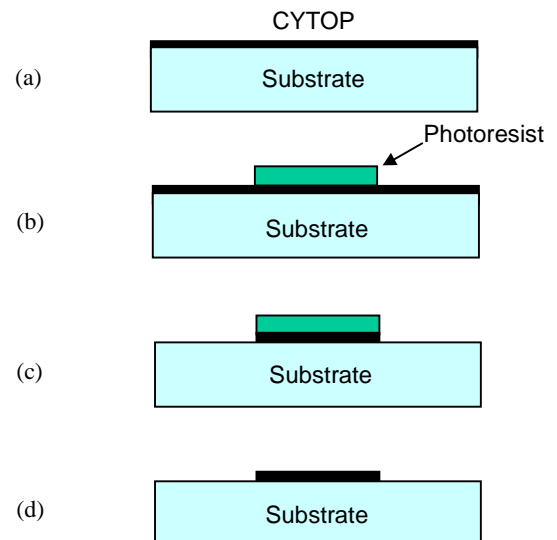 CYTOP
(a)
Substrate
Photoresist
(b)
Substrate
(c)
Substrate
(d)
Substrate